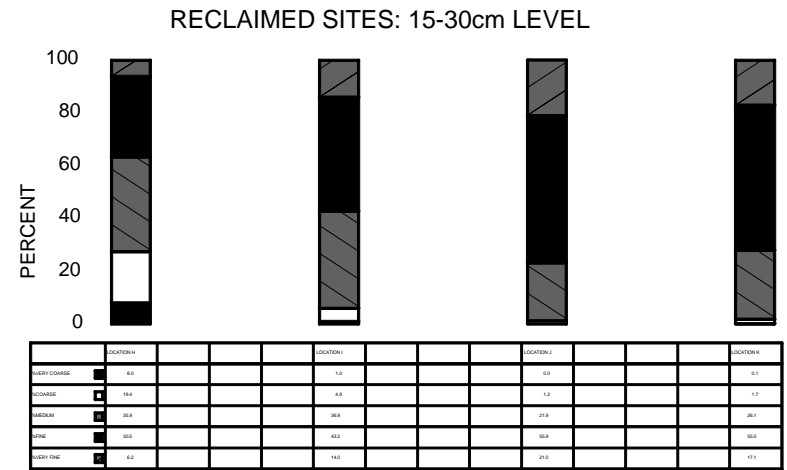 RECLAIMED SITES: 15-30cm LEVEL
100
80
60
40
20
0
PERCENT
LOCATION H LOCATION I LOCATION J LOCATION K
%VERY COARSE 8.0 1.0 0.0 0.1
%COARSE 19.4 4.9 1.2 1.7
%MEDIUM 35.9 36.9 21.9 26.1
%FINE 30.5 43.2 55.9 55.0
%VERY FINE 6.2 14.0 21.0 17.1